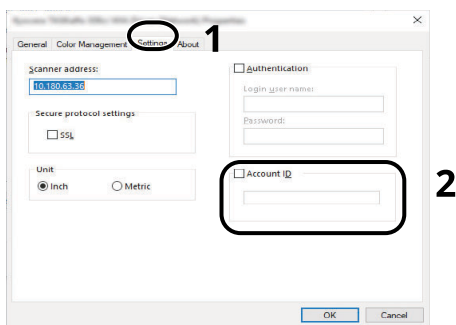 General Color Management Settings About
1
Scanner address:
10.180.63.36
Secure protocol settings
SSL
Unit
Inch Metric
Authentication
Login user name:
Password:
Account ID
2
OK Cancel